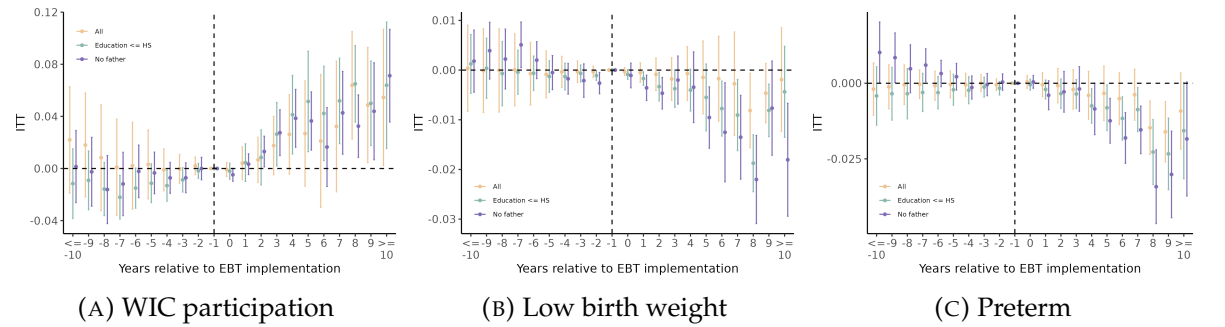 ITT
0.12
0.08
0.04
0.00
-0.04
All
Education <= HS
No father
<= -9 -8 -7 -6 -5 -4 -3 -2 -1 0 1 2 3 4 5 6 7 8 9 >=
-10 10
Years relative to EBT implementation
(A) WIC participation
ITT
0.01
0.00
-0.01
-0.02
-0.03
All
Education <= HS
No father
<= -9 -8 -7 -6 -5 -4 -3 -2 -1 0 1 2 3 4 5 6 7 8 9 >=
-10 10
Years relative to EBT implementation
(B) Low birth weight
ITT
0.000
-0.025
All
Education <= HS
No father
<= -9 -8 -7 -6 -5 -4 -3 -2 -1 0 1 2 3 4 5 6 7 8 9 >=
-10 10
Years relative to EBT implementation
(C) Preterm